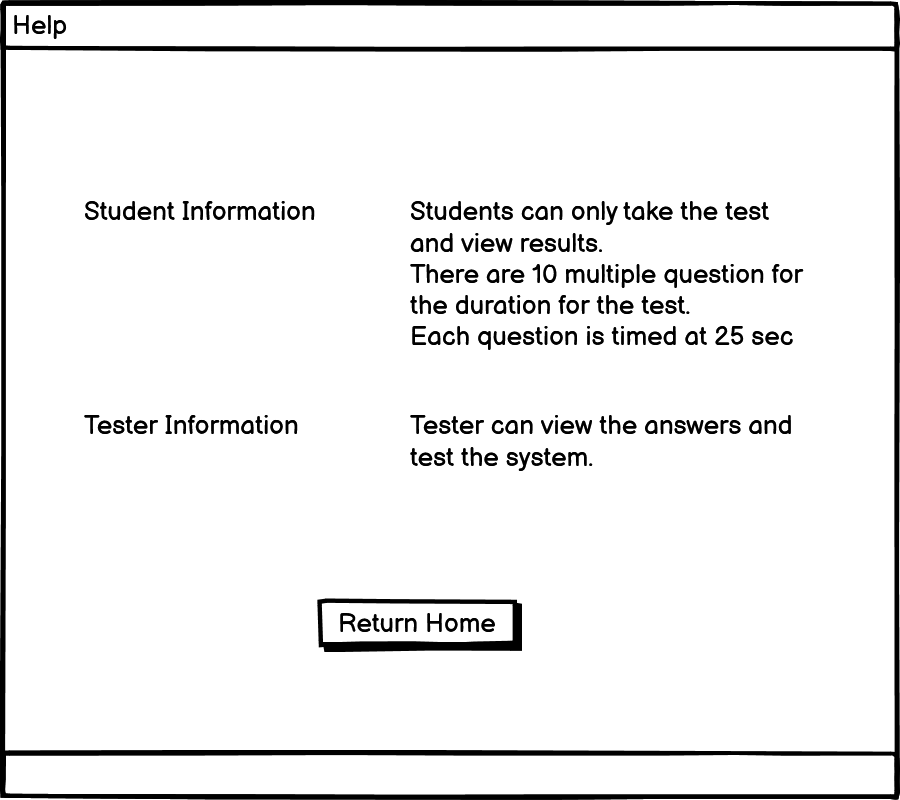 Help
Student Information
Students can only take the test
and view results.
There are 10 multiple question for
the duration for the test.
Each question is timed at 25 sec
Tester Information
Tester can view the answers and
test the system.
Return Home